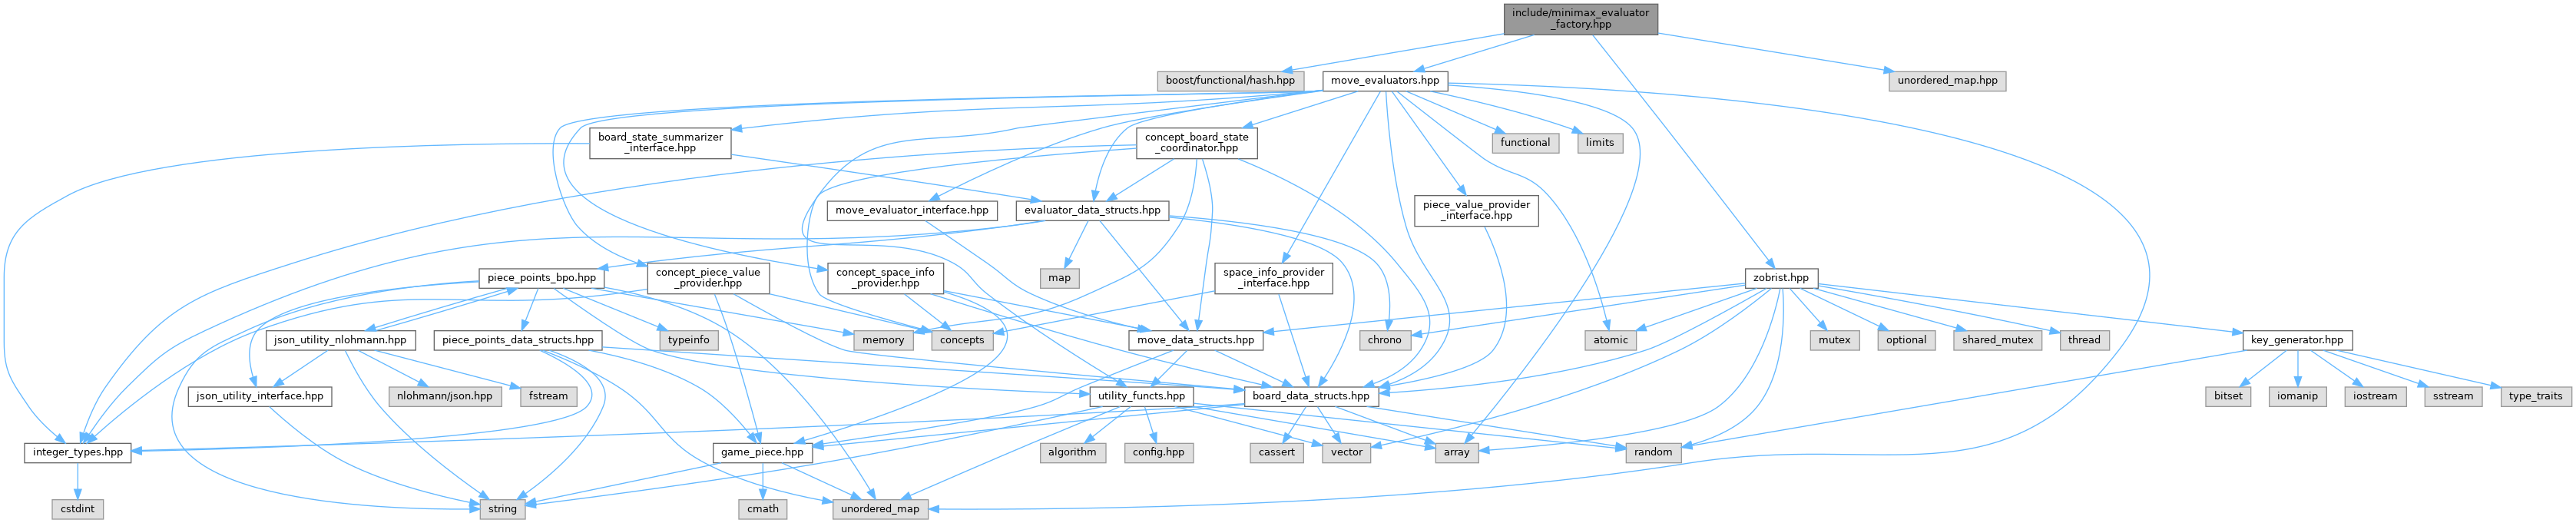 include/minimax_evaluator
_factory.hpp
boost/functional/hash.hpp
move_evaluators.hpp
unordered_map.hpp
board_state_summarizer
_interface.hpp
concept_board_state
_coordinator.hpp
functional
limits
move_evaluator_interface.hpp
evaluator_data_structs.hpp
piece_value_provider
_interface.hpp
piece_points_bpo.hpp
concept_piece_value
_provider.hpp
concept_space_info
_provider.hpp
map
space_info_provider
_interface.hpp
zobrist.hpp
json_utility_nlohmann.hpp
piece_points_data_structs.hpp
typeinfo
memory
concepts
move_data_structs.hpp
chrono
atomic
mutex
optional
shared_mutex
thread
key_generator.hpp
json_utility_interface.hpp
nlohmann/json.hpp
fstream
utility_functs.hpp
board_data_structs.hpp
bitset
iomanip
iostream
sstream
type_traits
integer_types.hpp
game_piece.hpp
algorithm
config.hpp
cassert
vector
array
random
cstdint
string
cmath
unordered_map